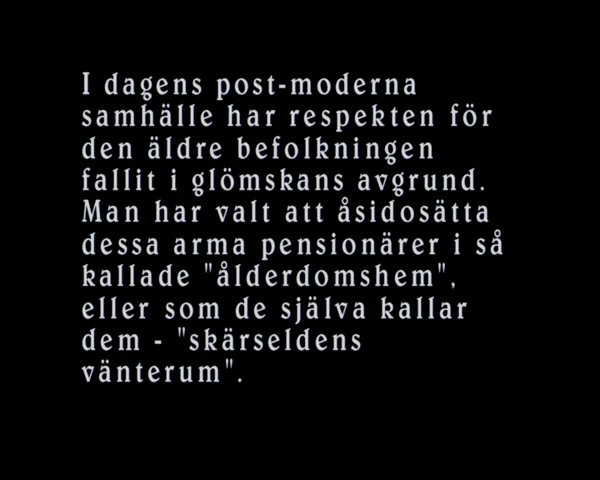 I dagens post-moderna
samhälle har respekten för
den äldre befolkningen
fallit i glömskans avgrund.
Man har valt att åsidosätta
dessa arma pensionärer i så
kallade "ålderdomshem",
eller som de själva kallar
dem - "skärseldens
vänterum".